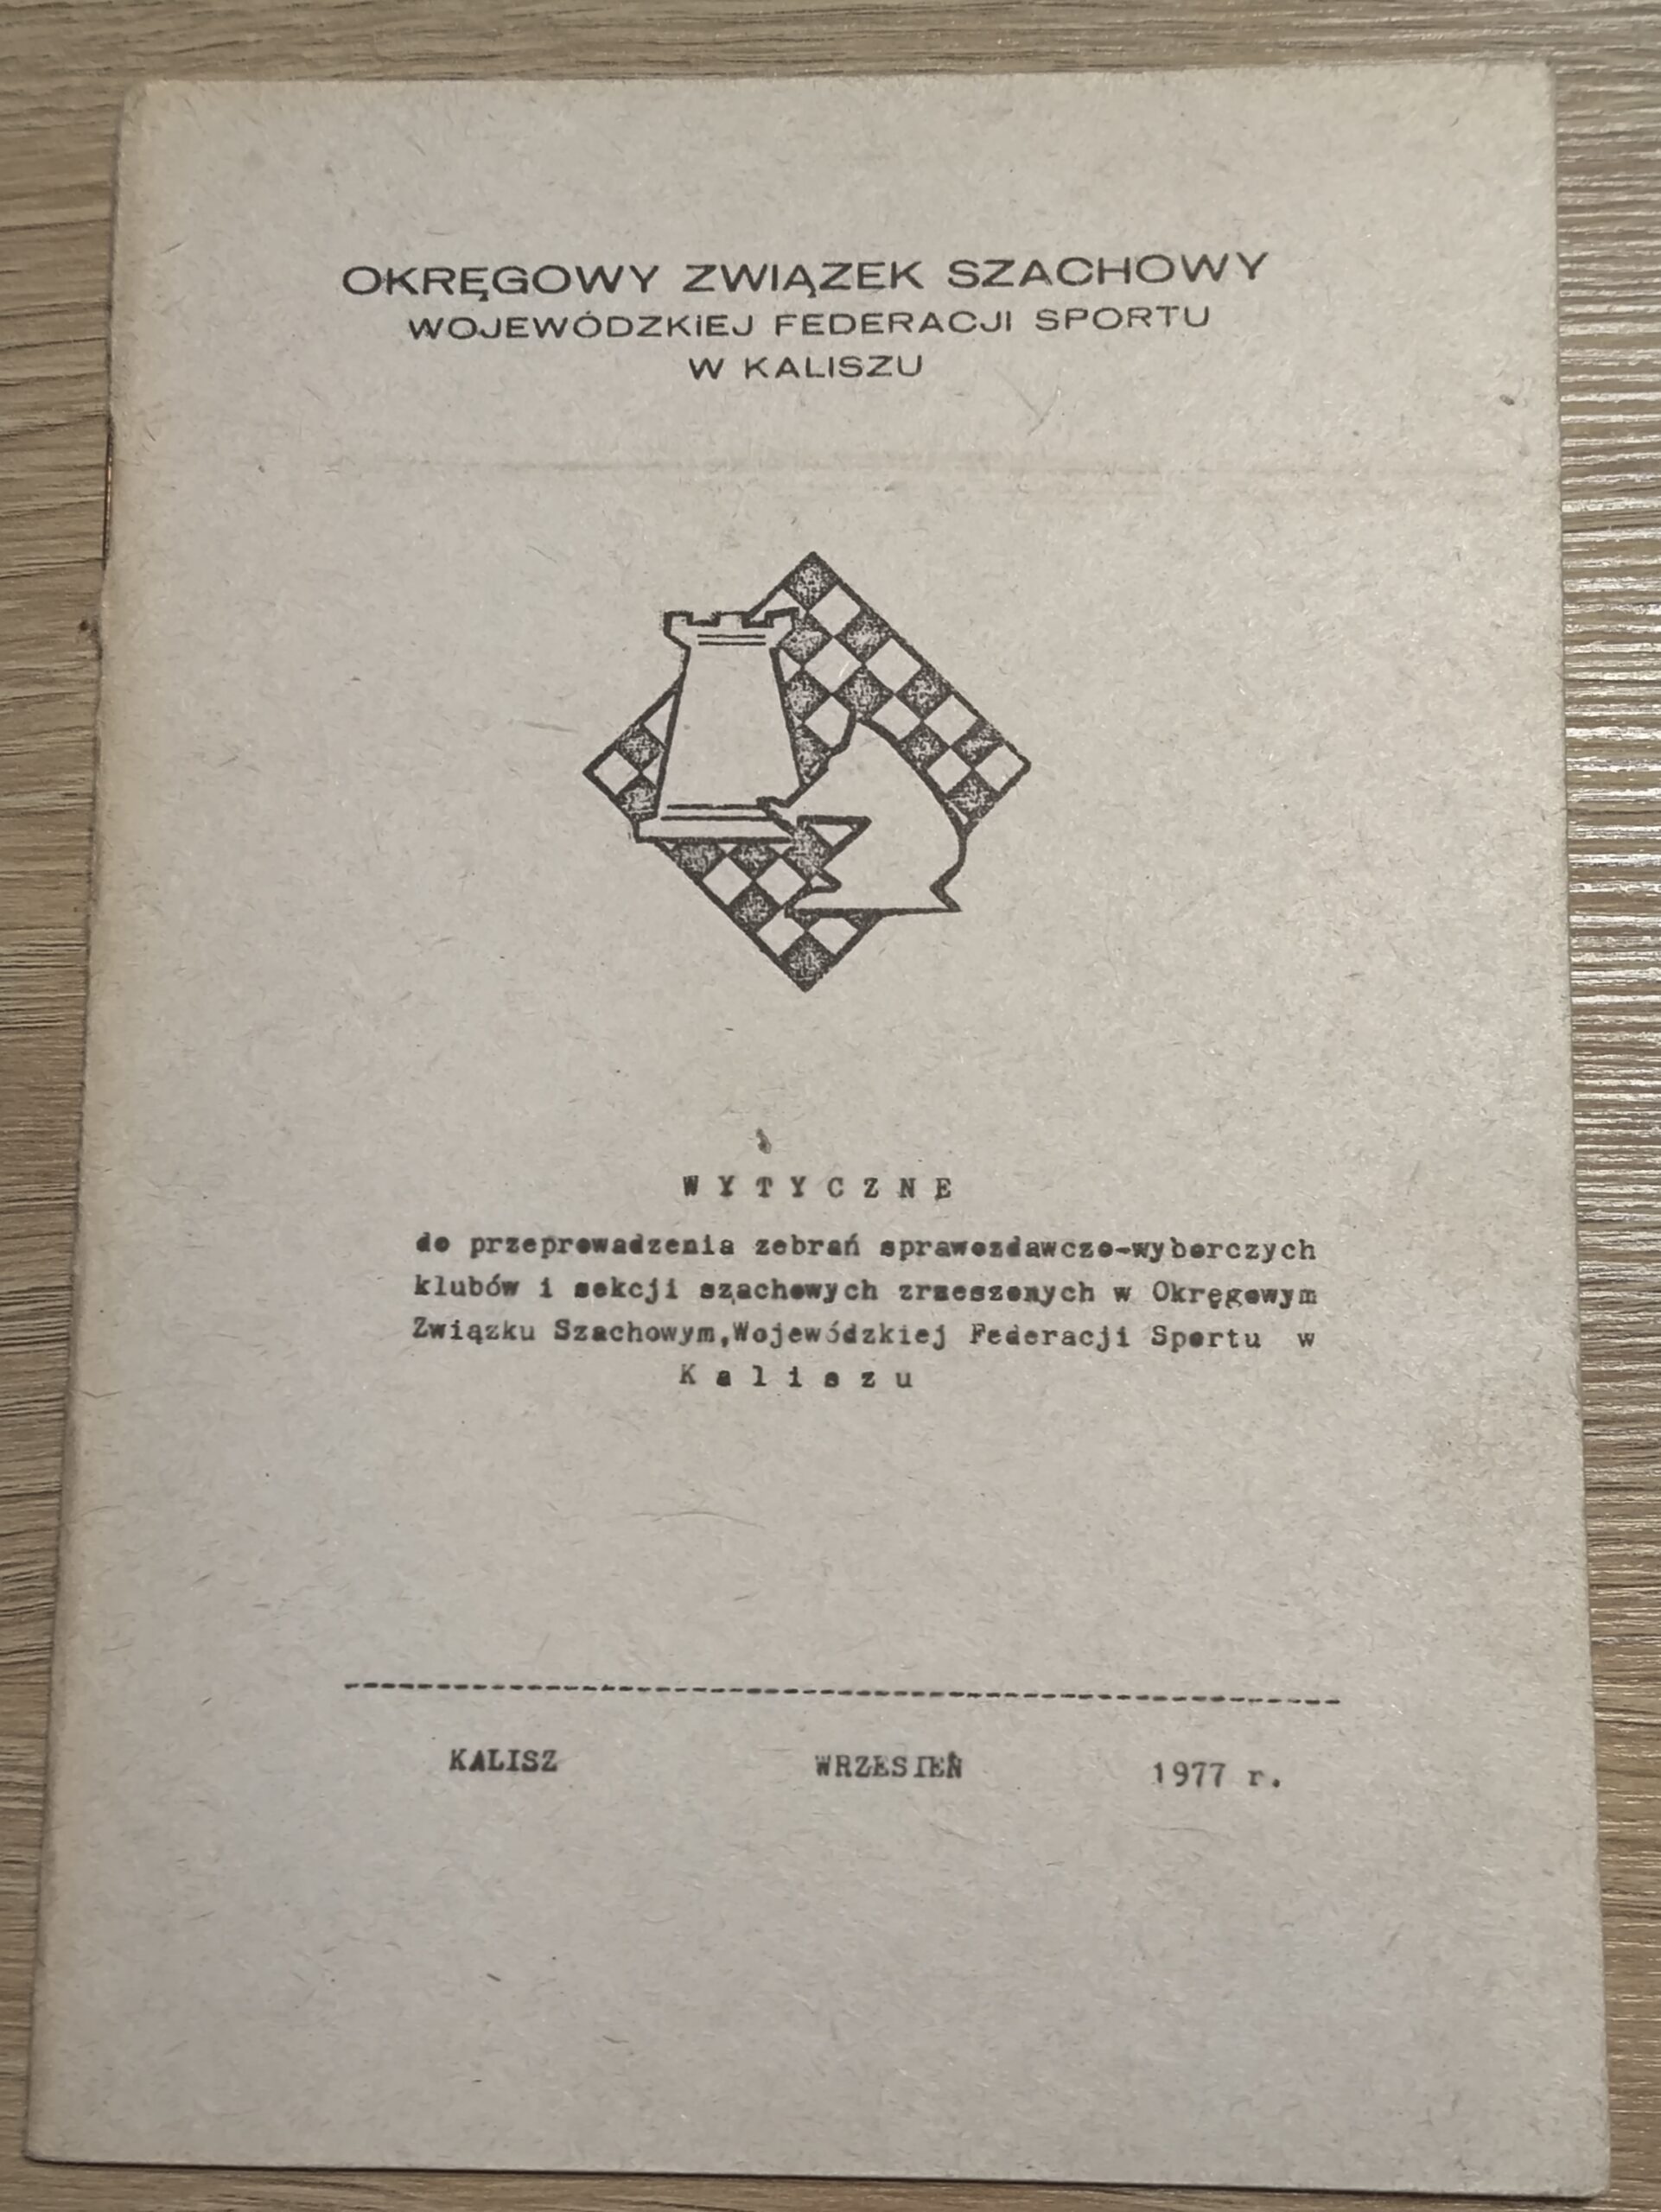 OKRĘGOWY ZWIĄZEK SZACHOWY
WOJEWÓDZKIEJ FEDERACJI SPORTU
W KALISZU
W Y T Y C Z N E
do przeprowadzenia zebrań sprawozdawczo-wyborczych
klubów i sekcji szachowych zrzeszonych w Okręgowym
Związku Szachowym,Wojewódzkiej Federacji Sportu w
K a l i s z u
KALISZ WRZESIEŃ 1977 r.